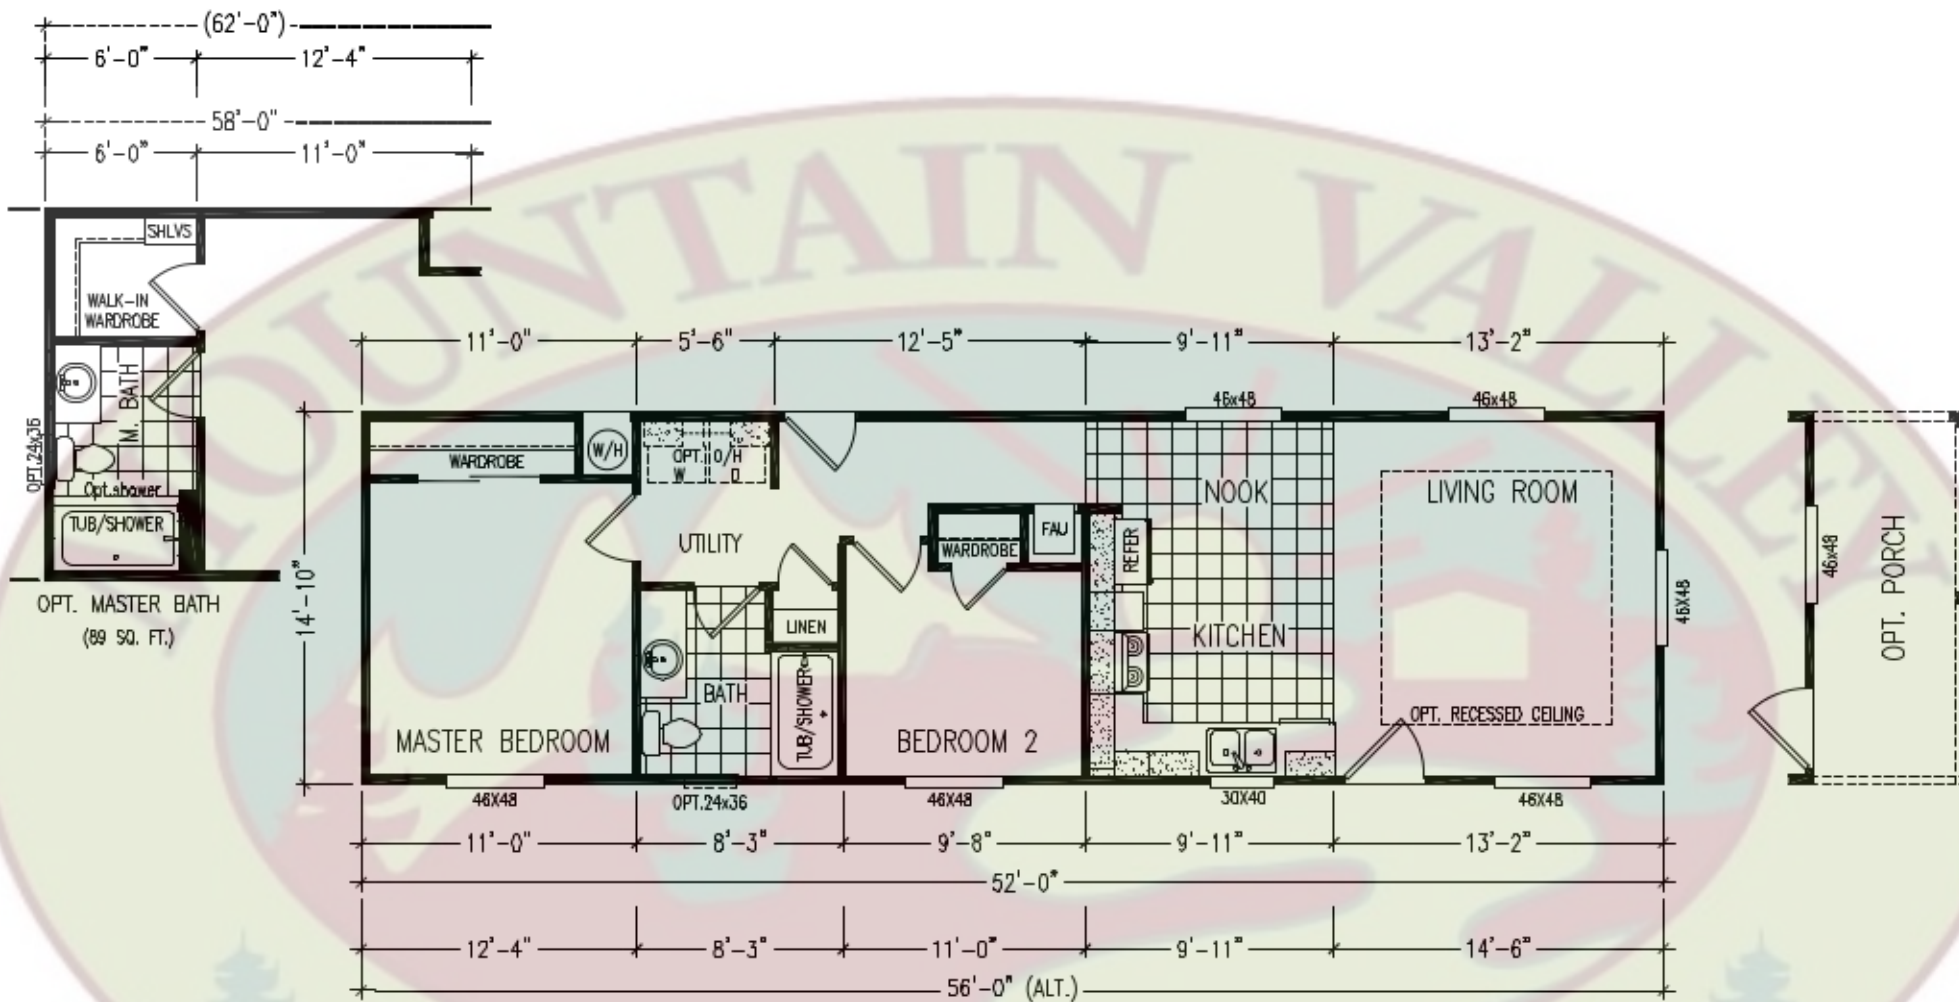 (62'-0")
6'-0" 12'-4"
58'-0"
6'-0" 11'-0"
MOUNTAIN VALLEY
SHLVS
WALK-IN
WARDROBE
M. BATH
OPT.24x36
Opt.shower
TUB/SHOWER
OPT. MASTER BATH
(89 SQ. FT.)
11'-0" 5'-6" 12'-5" 9'-11" 13'-2"
46x48 46x48
14'-10"
WARDROBE
W/H
OPT. O/H
W D
UTILITY
WARDROBE
FAU
REFER
NOOK
LIVING ROOM
KITCHEN
LINEN
BATH
TUB/SHOWER
MASTER BEDROOM
BEDROOM 2
OPT. RECESSED CEILING
46X48
46x48
OPT. PORCH
46X48 OPT.24x36 46X48 30X40 46X48
11'-0" 8'-3" 9'-8" 9'-11" 13'-2"
52'-0"
12'-4" 8'-3" 11'-0" 9'-11" 14'-6"
56'-0" (ALT.)